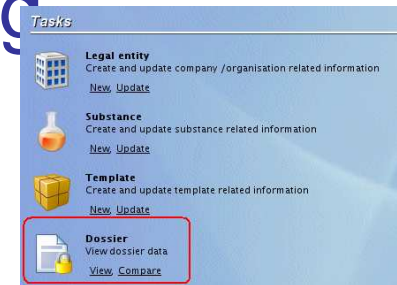 g
Tasks
Legal entity
Create and update company /organisation related information
New, Update
Substance
Create and update substance related information
New, Update
Template
Create and update template related information
New, Update
Dossier
View dossier data
View, Compare